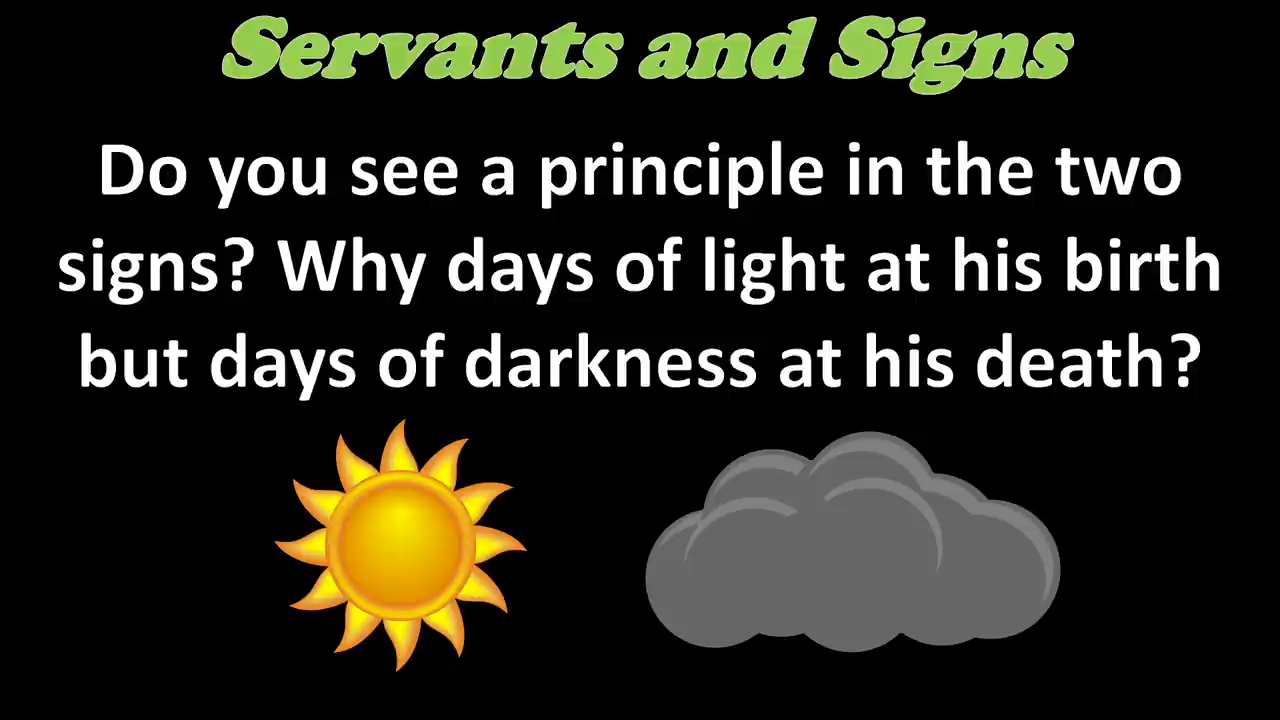 Servants and Signs
Do you see a principle in the two
signs? Why days of light at his birth
but days of darkness at his death?